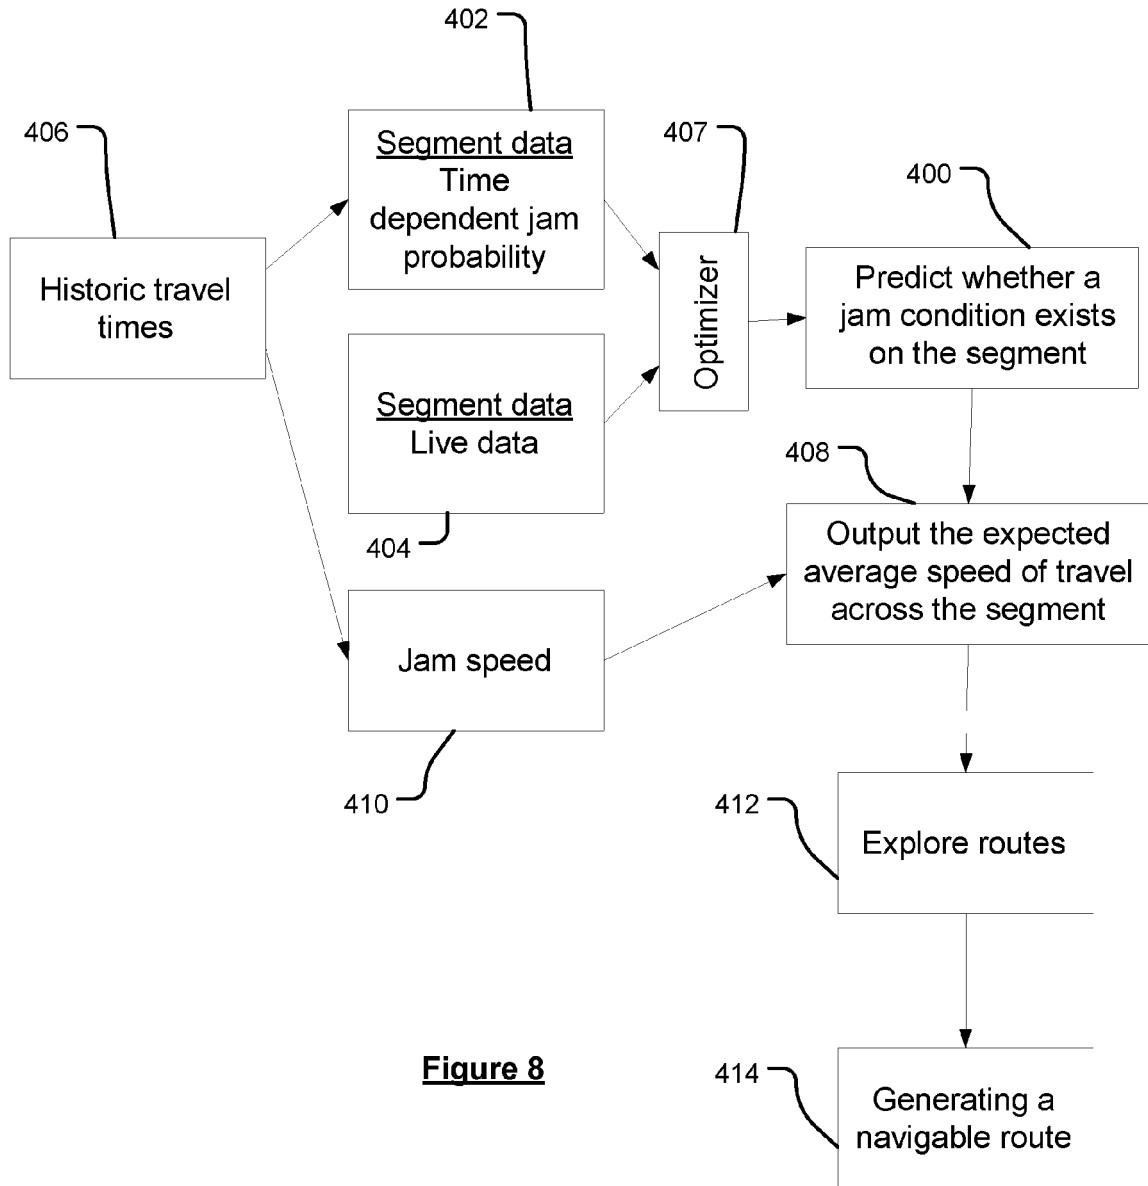 402
406
Segment data
Time
dependent jam
probability
407
400
Historic travel
times
Optimizer
Predict whether a
jam condition exists
on the segment
Segment data
Live data
404
408
Output the expected
average speed of travel
across the segment
Jam speed
410
412
Explore routes
Figure 8
414
Generating a
navigable route